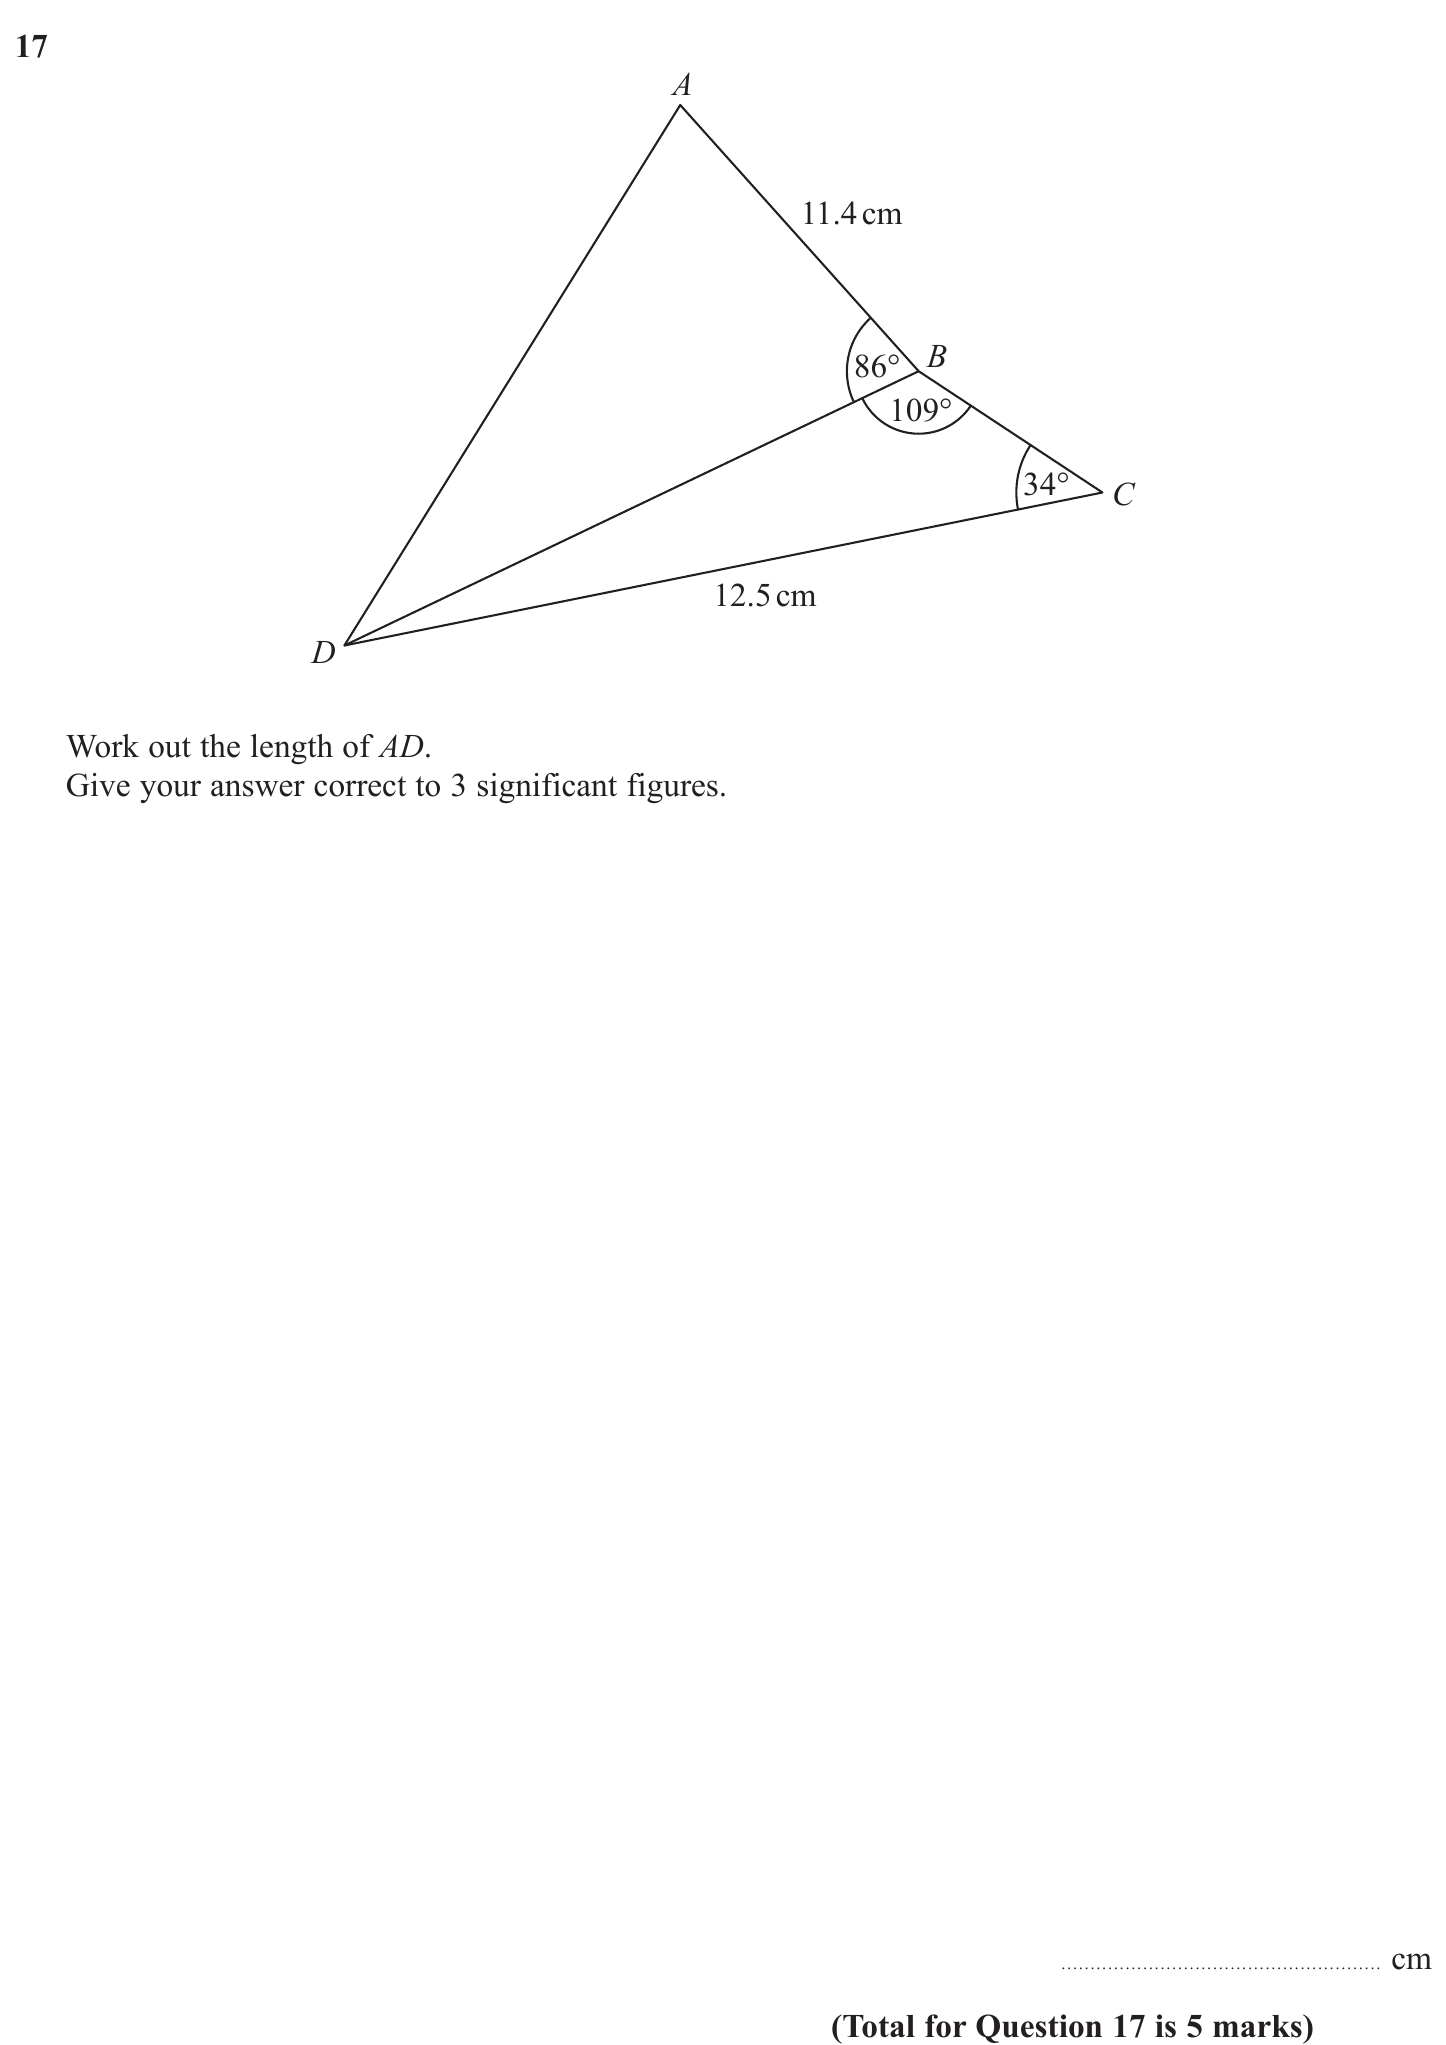 17
A
11.4 cm
B
86°
109°
34°
C
12.5 cm
D
Work out the length of AD.
Give your answer correct to 3 significant figures.
...................................................... cm
(Total for Question 17 is 5 marks)